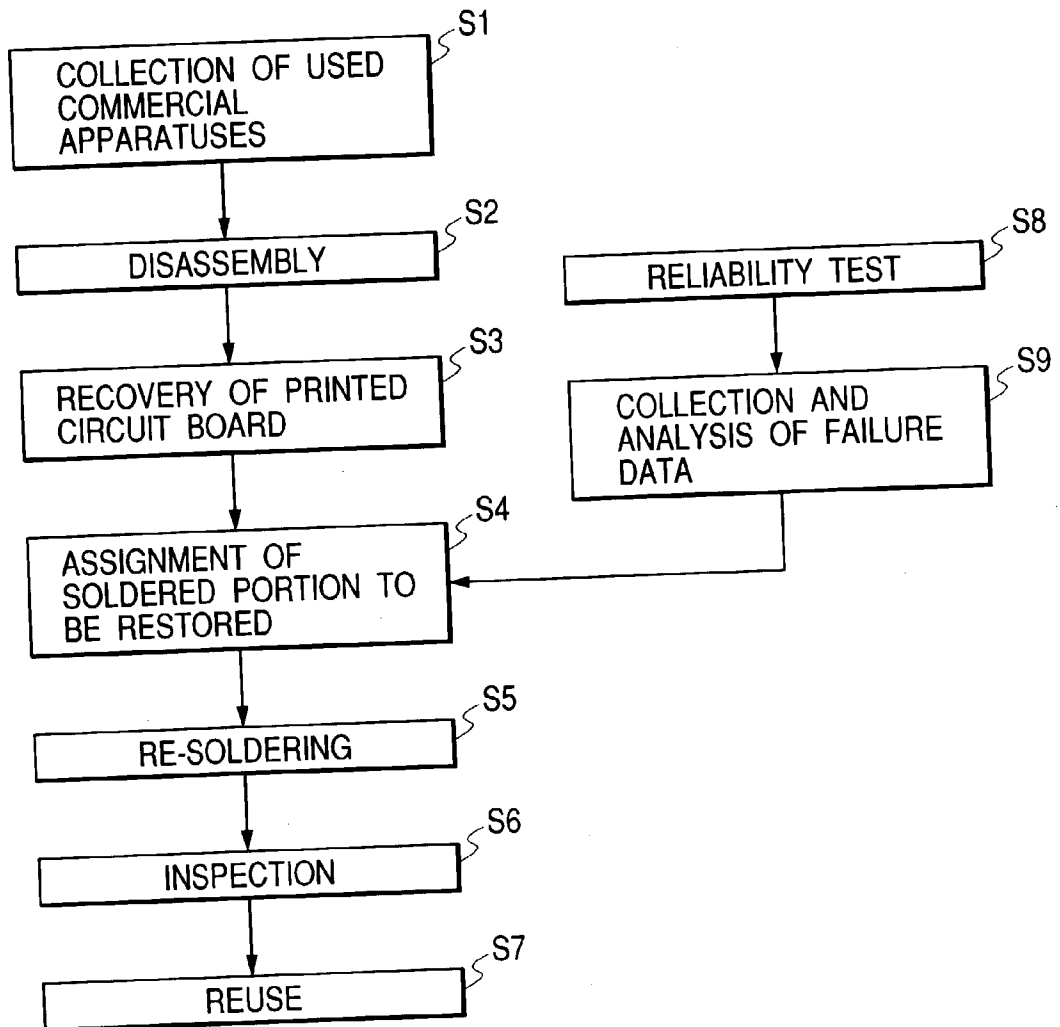 S1
COLLECTION OF USED
COMMERCIAL
APPARATUSES
S2
DISASSEMBLY
S3
RECOVERY OF PRINTED
CIRCUIT BOARD
S4
ASSIGNMENT OF
SOLDERED PORTION TO
BE RESTORED
S5
RE-SOLDERING
S6
INSPECTION
S7
REUSE
S8
RELIABILITY TEST
S9
COLLECTION AND
ANALYSIS OF FAILURE
DATA